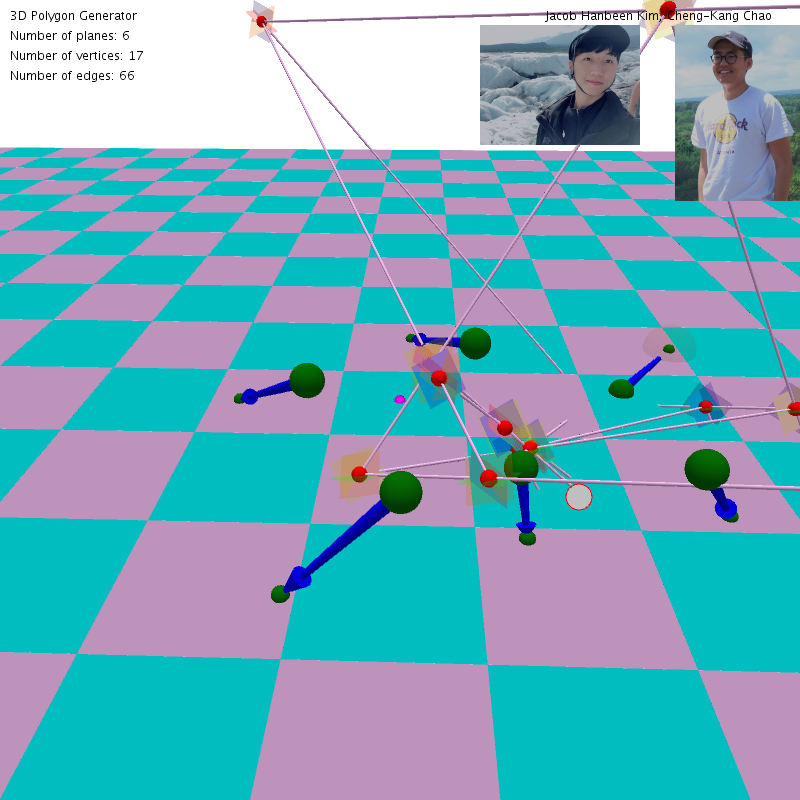 3D Polygon Generator
Jacob Hanbeen Kim, Cheng-Kang Chao
Number of planes: 6
Number of vertices: 17
Number of edges: 66